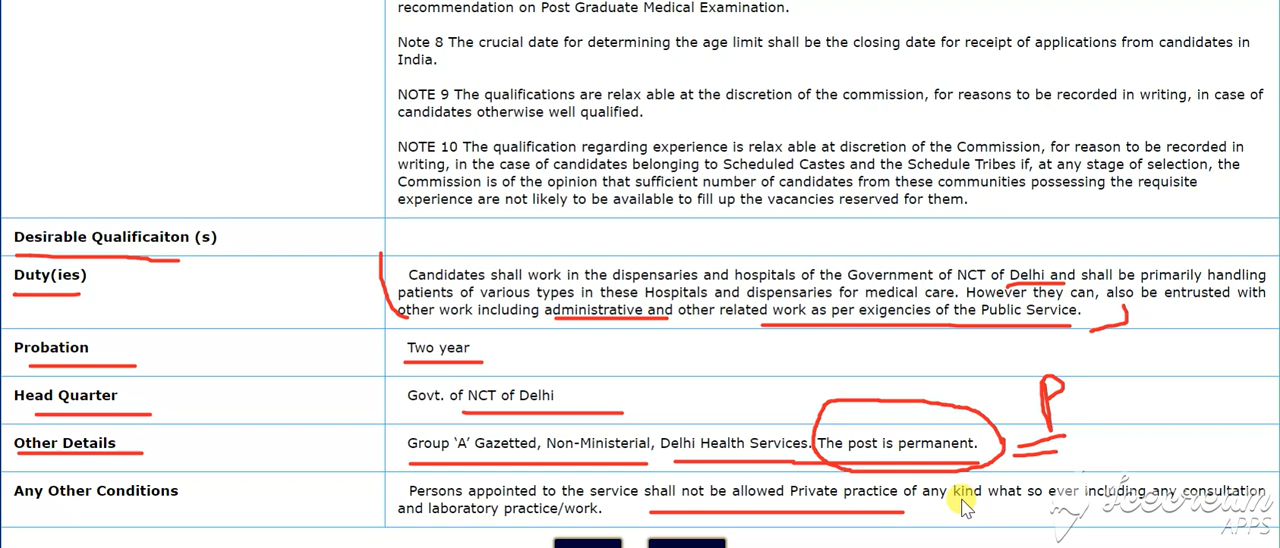 recommendation on Post Graduate Medical Examination.
Note 8 The crucial date for determining the age limit shall be the closing date for receipt of applications from candidates in
India.
NOTE 9 The qualifications are relax able at the discretion of the commission, for reasons to be recorded in writing, in case of
candidates otherwise well qualified.
NOTE 10 The qualification regarding experience is relax able at discretion of the Commission, for reason to be recorded in
writing, in the case of candidates belonging to Scheduled Castes and the Schedule Tribes if, at any stage of selection, the
Commission is of the opinion that sufficient number of candidates from these communities possessing the requisite
experience are not likely to be available to fill up the vacancies reserved for them.
Desirable Qualificaiton (s)
Duty(ies)
Candidates shall work in the dispensaries and hospitals of the Government of NCT of Delhi and shall be primarily handling
patients of various types in these Hospitals and dispensaries for medical care. However they can, also be entrusted with
other work including administrative and other related work as per exigencies of the Public Service.
Probation
Two year
Head Quarter
Govt. of NCT of Delhi
P
Other Details
Group ‘A’ Gazetted, Non-Ministerial, Delhi Health Services. The post is permanent.
Any Other Conditions
Persons appointed to the service shall not be allowed Private practice of any kind what so ever including any consultation
and laboratory practice/work.
APPS